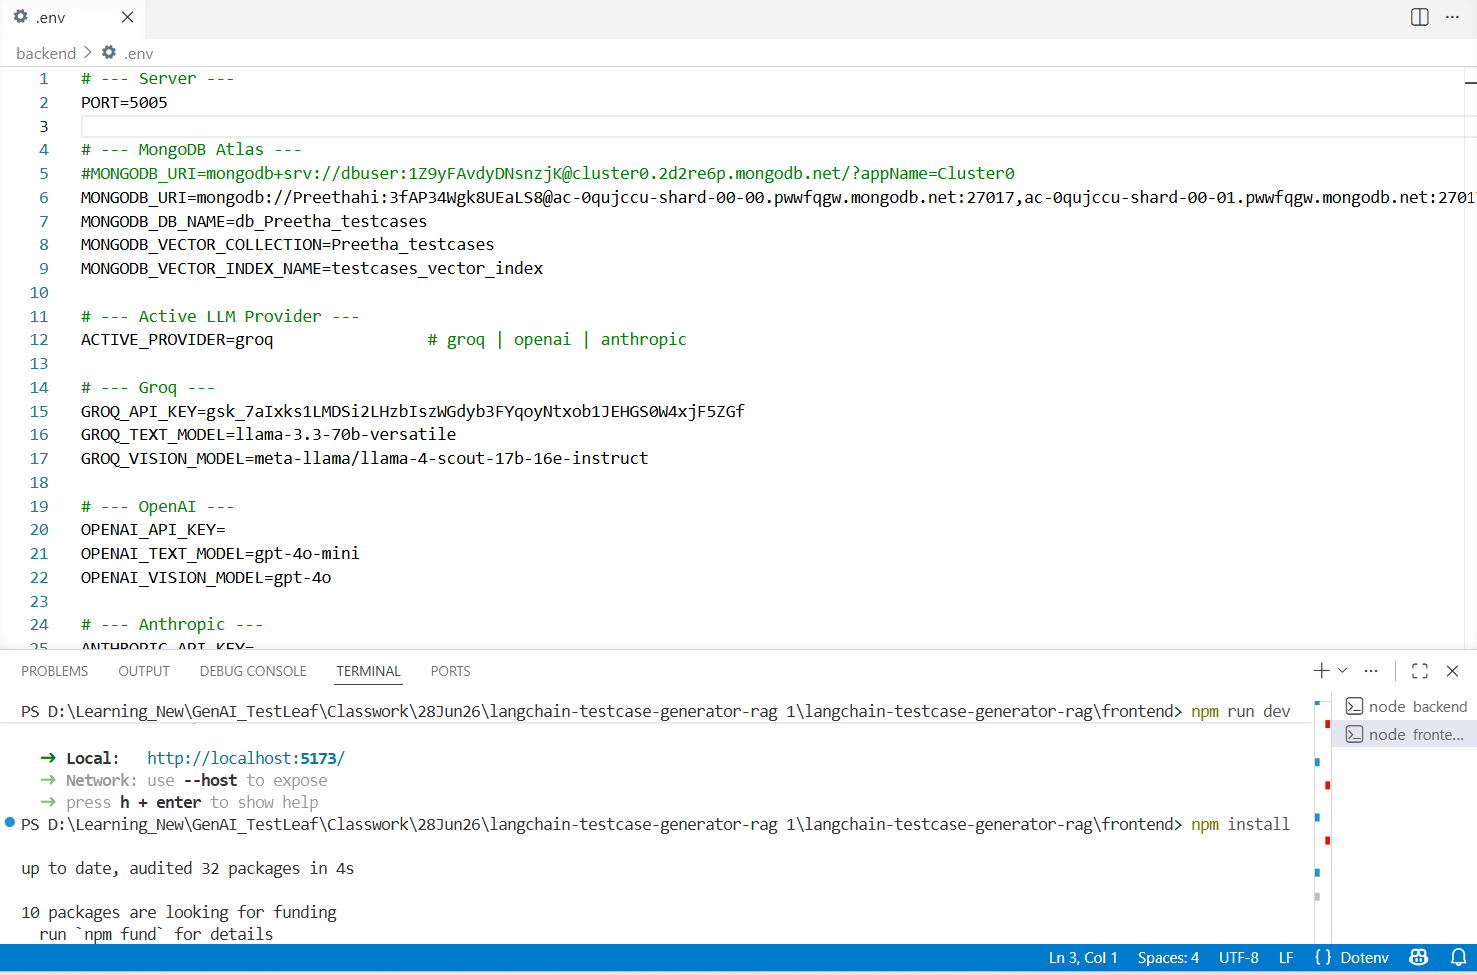 .env
backend > .env
1 # --- Server ---
2 PORT=5005
3
4 # --- MongoDB Atlas ---
5 #MONGODB_URI=mongodb+srv://dbuser:1Z9yFAvdyDNsnzjK@cluster0.2d2re6p.mongodb.net/?appName=Cluster0
6 MONGODB_URI=mongodb://Preethahi:3fAP34Wgk8UEaLS8@ac-0qujccu-shard-00-00.pwwfqgw.mongodb.net:27017,ac-0qujccu-shard-00-01.pwwfqgw.mongodb.net:2701
7 MONGODB_DB_NAME=db_Preetha_testcases
8 MONGODB_VECTOR_COLLECTION=Preetha_testcases
9 MONGODB_VECTOR_INDEX_NAME=testcases_vector_index
10
11 # --- Active LLM Provider ---
12 ACTIVE_PROVIDER=groq # groq | openai | anthropic
13
14 # --- Groq ---
15 GROQ_API_KEY=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
16 GROQ_TEXT_MODEL=llama-3.3-70b-versatile
17 GROQ_VISION_MODEL=meta-llama/llama-4-scout-17b-16e-instruct
18
19 # --- OpenAI ---
20 OPENAI_API_KEY=
21 OPENAI_TEXT_MODEL=gpt-4o-mini
22 OPENAI_VISION_MODEL=gpt-4o
23
24 # --- Anthropic ---
25 ANTHROPIC_API_KEY=
PROBLEMS OUTPUT DEBUG CONSOLE TERMINAL PORTS
PS D:\Learning_New\GenAI_TestLeaf\Classwork\28Jun26\langchain-testcase-generator-rag 1\langchain-testcase-generator-rag\frontend> npm run dev
➜ Local: http://localhost:5173/
➜ Network: use --host to expose
➜ press h + enter to show help
PS D:\Learning_New\GenAI_TestLeaf\Classwork\28Jun26\langchain-testcase-generator-rag 1\langchain-testcase-generator-rag\frontend> npm install
up to date, audited 32 packages in 4s
10 packages are looking for funding
run `npm fund` for details
node backend
node fronte...
Ln 3, Col 1 Spaces: 4 UTF-8 LF {} Dotenv